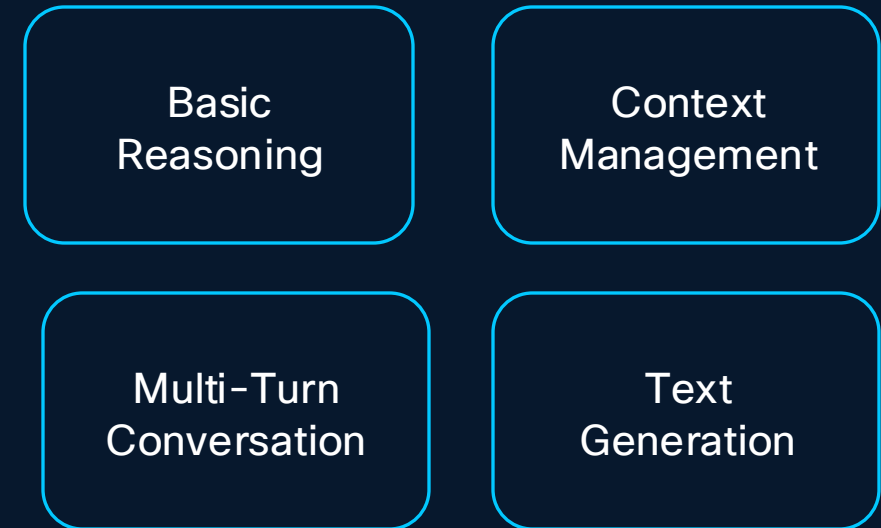 Basic
Reasoning
Context
Management
Multi-Turn
Conversation
Text
Generation